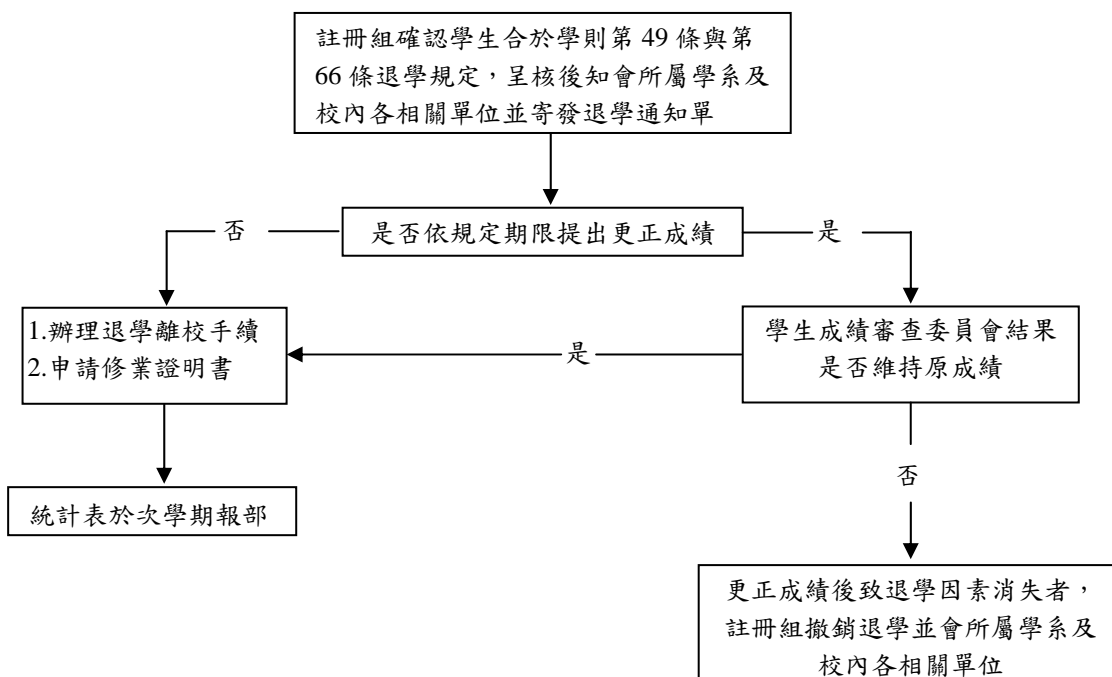 註冊組確認學生合於學則第 49 條與第
66 條退學規定，呈核後知會所屬學系及
校內各相關單位並寄發退學通知單
否
是否依規定期限提出更正成績
是
1.辦理退學離校手續
2.申請修業證明書
是
學生成績審查委員會結果
是否維持原成績
否
統計表於次學期報部
更正成績後致退學因素消失者，
註冊組撤銷退學並會所屬學系及
校內各相關單位